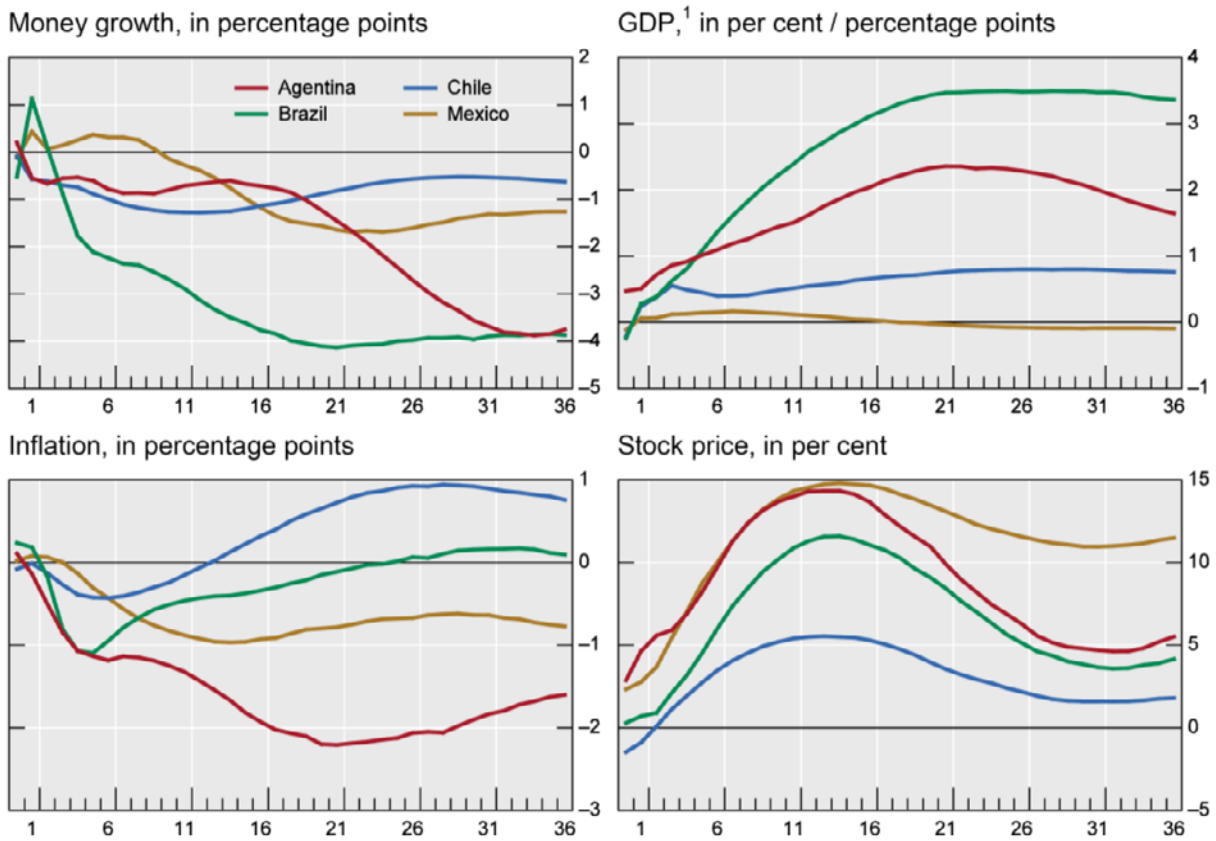 Money growth, in percentage points
GDP,1 in per cent / percentage points
Agentina
Chile
Brazil
Mexico
2
1
0
–1
–2
–3
–4
–5
1 6 11 16 21 26 31 36
4
3
2
1
0
–1
1 6 11 16 21 26 31 36
Inflation, in percentage points
Stock price, in per cent
1
0
–1
–2
–3
1 6 11 16 21 26 31 36
15
10
5
0
–5
1 6 11 16 21 26 31 36